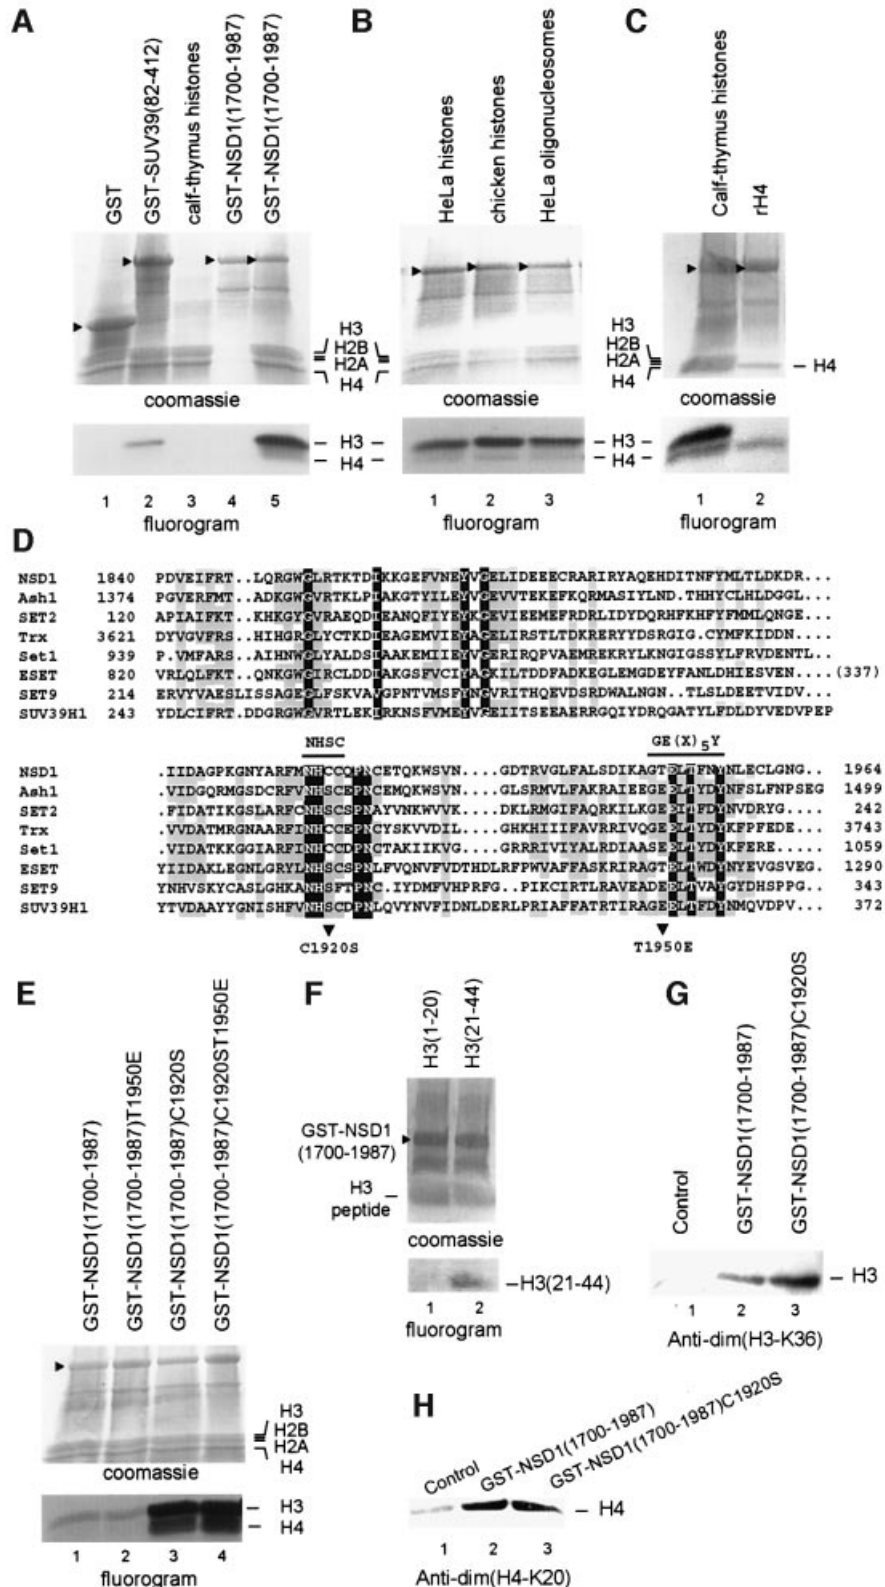 A
GST
GST-SUV39(82-412)
calf-thymus histones
GST-NSD1(1700-1987)
GST-NSD1(1700-1987)
H3
H2B
H2A
H4
coomassie
H3
H4
1 2 3 4 5
fluorogram
B
HeLa histones
chicken histones
HeLa oligonucleosomes
coomassie
H3
H4
1 2 3
fluorogram
C
Calf-thymus histones
rH4
H3
H2B
H2A
H4
H4
coomassie
1 2
fluorogram
D
NSD1 1840 PDVEIFRT..LQRGWGLRTKTDIKKGEFVNEYVGELIDEEECRARIRYAQEHDITNFYMLTLDKDR...
Ash1 1374 PGVERFMT..ADKGWGVRTKLPIAKGTYILEYVGEVVTEKEFKQRMASIYLND.THHYCLHLDGGL...
SET2 120 APIAIFKT..KHKGYGVRAEQDIEANQFIYEYKGEVIEEMEFRDRLIDYDQRHFKHFYFMMLQNGE...
Trx 3621 DYVGVFRS..HIHGRGLYCTKDIEAGEMVIEYAGELIRSTLTDKRERYYDSRGIG.CYMFKIDDN....
Set1 939 P.VMFARS..AIHNWGLYALDSIAAKEMIIEYVGERIRQPVAEMREKRYLKNGIGSSYLFRVDENTL..
ESET 820 VRLQLFKT..QNKGWGIRCLDDIAKGSFVCIYAGKILTDDFADKEGLEMGDEYFANLDHIESVEN....(337)
SET9 214 ERVYVAESLISSAGEGLFSKVAVGPNTVMSFYNGVRITHQEVDSRDWALNGN..TLSLDEETVIDV...
SUV39H1 243 YDLCIFRTDDGRGWGVRTLEKIRKNSFVMEYVGEIITSEEAERRGQIYDRQGATYLFDLDYVEDVPEP
NHSC GE(X)5Y
NSD1 .IIDAGPKGNYARFMNHCCQPNCETQKWSVN....GDTRVGLFALSDIKAGTELTFNYNLECLGNG... 1964
Ash1 .VIDGQRMGSDCRFVNHSCEPNCEMQKWSVN....GLSRMVLFAKRAIEEGEELTYDYNFSLFNPSEG 1499
SET2 .FIDATIKGSLARFCNHSCSPNAYVNKWVVK....DKLRMGIFAQRKILKGEEITFDYNVDRYG..... 242
Trx .VVDATMRGNAARFINHCCEPNCYSKVVDIL....GHKHIIIFAVRRIVQGEELTYDYKFPFEDE.... 3743
Set1 .VIDATKKGGIARFINHCCDPNCTAKIIKVG....GRRRIVIYALRDIAASEELTYDYKFERE...... 1059
ESET .IIDAKLEGNLGRYLNHSCSPNLFVQNVFVDTHDLRFPWVAFFASKRIRAGTELTWDYNYEVGSVEG. 1290
SET9 YNHVSKYCASLGHKANHSFTPNC.IYDMFVHPRFG..PIKCIRTLRAVEADEELTVAYGYDHSPPG... 343
SUV39H1 YTVDAAYYGNISHFVNHSCDPNLQVYNVFIDNLDERLPRIAFFATRTIRAGEELTFDYNMQVDPV.... 372
C1920S T1950E
E
GST-NSD1(1700-1987)
GST-NSD1(1700-1987)T1950E
GST-NSD1(1700-1987)C1920S
GST-NSD1(1700-1987)C1920ST1950E
H3
H2B
H2A
H4
coomassie
H3
H4
1 2 3 4
fluorogram
F
H3(1-20)
H3(21-44)
GST-NSD1
(1700-1987)
H3
peptide
coomassie
H3(21-44)
1 2
fluorogram
G
Control
GST-NSD1(1700-1987)
GST-NSD1(1700-1987)C1920S
H3
1 2 3
Anti-dim(H3-K36)
H
Control
GST-NSD1(1700-1987)
GST-NSD1(1700-1987)C1920S
H4
1 2 3
Anti-dim(H4-K20)